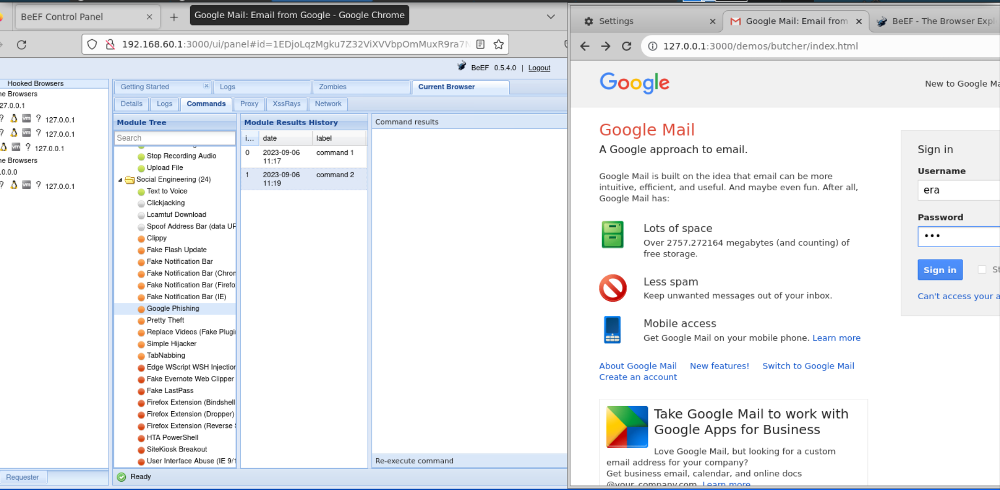 BeEF Control Panel
Google Mail: Email from Google - Google Chrome
192.168.60.1:3000/ui/panel#id=1EDjoLqzMgku7Z32ViXVVbpOmMuxR9ra7N
BeEF 0.5.4.0 | Logout
Hooked Browsers
ne Browsers
27.0.0.1
? vm ? 127.0.0.1
? vm ? 127.0.0.1
vm ? 127.0.0.1
ne Browsers
.0.0.0
? vm ? 127.0.0.1
Requester
Getting Started
Logs
Zombies
Current Browser
Details
Logs
Commands
Proxy
XssRays
Network
Module Tree
Search
Stop Recording Audio
Upload File
Social Engineering (24)
Text to Voice
Clickjacking
Lcamtuf Download
Spoof Address Bar (data UR
Clippy
Fake Flash Update
Fake Notification Bar
Fake Notification Bar (Chrom
Fake Notification Bar (Firefo
Fake Notification Bar (IE)
Google Phishing
Pretty Theft
Replace Videos (Fake Plugi
Simple Hijacker
TabNabbing
Edge WScript WSH Injection
Fake Evernote Web Clipper
Fake LastPass
Firefox Extension (Bindshell
Firefox Extension (Dropper)
Firefox Extension (Reverse
HTA PowerShell
SiteKiosk Breakout
User Interface Abuse (IE 9/1
Module Results History
i... date label
0 2023-09-06 command 1
11:17
1 2023-09-06 command 2
11:19
Command results
Re-execute command
Ready
Settings
Google Mail: Email from
BeEF - The Browser Expl
127.0.0.1:3000/demos/butcher/index.html
Google
New to Google Ma
Google Mail
A Google approach to email.
Google Mail is built on the idea that email can be more
intuitive, efficient, and useful. And maybe even fun. After all,
Google Mail has:
Lots of space
Over 2757.272164 megabytes (and counting) of
free storage.
Less spam
Keep unwanted messages out of your inbox.
Mobile access
Get Google Mail on your mobile phone. Learn more
About Google Mail New features! Switch to Google Mail
Create an account
Take Google Mail to work with
Google Apps for Business
Love Google Mail, but looking for a custom
email address for your company?
Get business email, calendar, and online docs
@your_company.com. Learn more
Sign in
Username
era
Password
•••
Sign in
St
Can't access your a